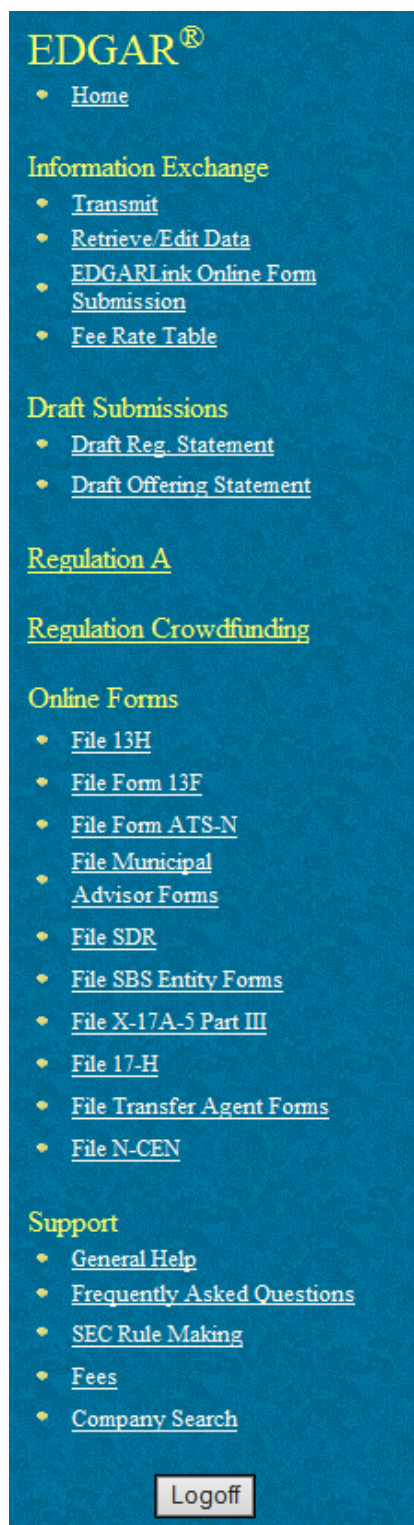 EDGAR®
Home
Information Exchange
Transmit
Retrieve/Edit Data
EDGARLink Online Form
Submission
Fee Rate Table
Draft Submissions
Draft Reg. Statement
Draft Offering Statement
Regulation A
Regulation Crowdfunding
Online Forms
File 13H
File Form 13F
File Form ATS-N
File Municipal
Advisor Forms
File SDR
File SBS Entity Forms
File X-17A-5 Part III
File 17-H
File Transfer Agent Forms
File N-CEN
Support
General Help
Frequently Asked Questions
SEC Rule Making
Fees
Company Search
Logoff